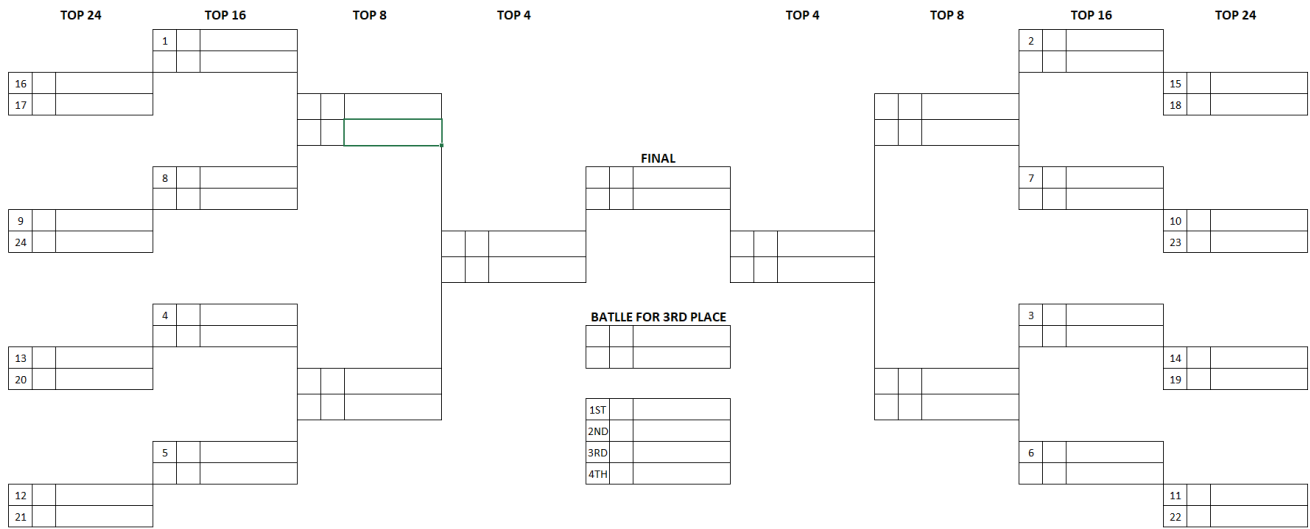 TOP 24 TOP 16 TOP 8 TOP 4 TOP 4 TOP 8 TOP 16 TOP 24
1 2
16 15
17 18
FINAL
8 7
9 10
24 23
4 BATLLE FOR 3RD PLACE 3
13 14
20 19
1ST
2ND
5 3RD 6
4TH
12 11
21 22